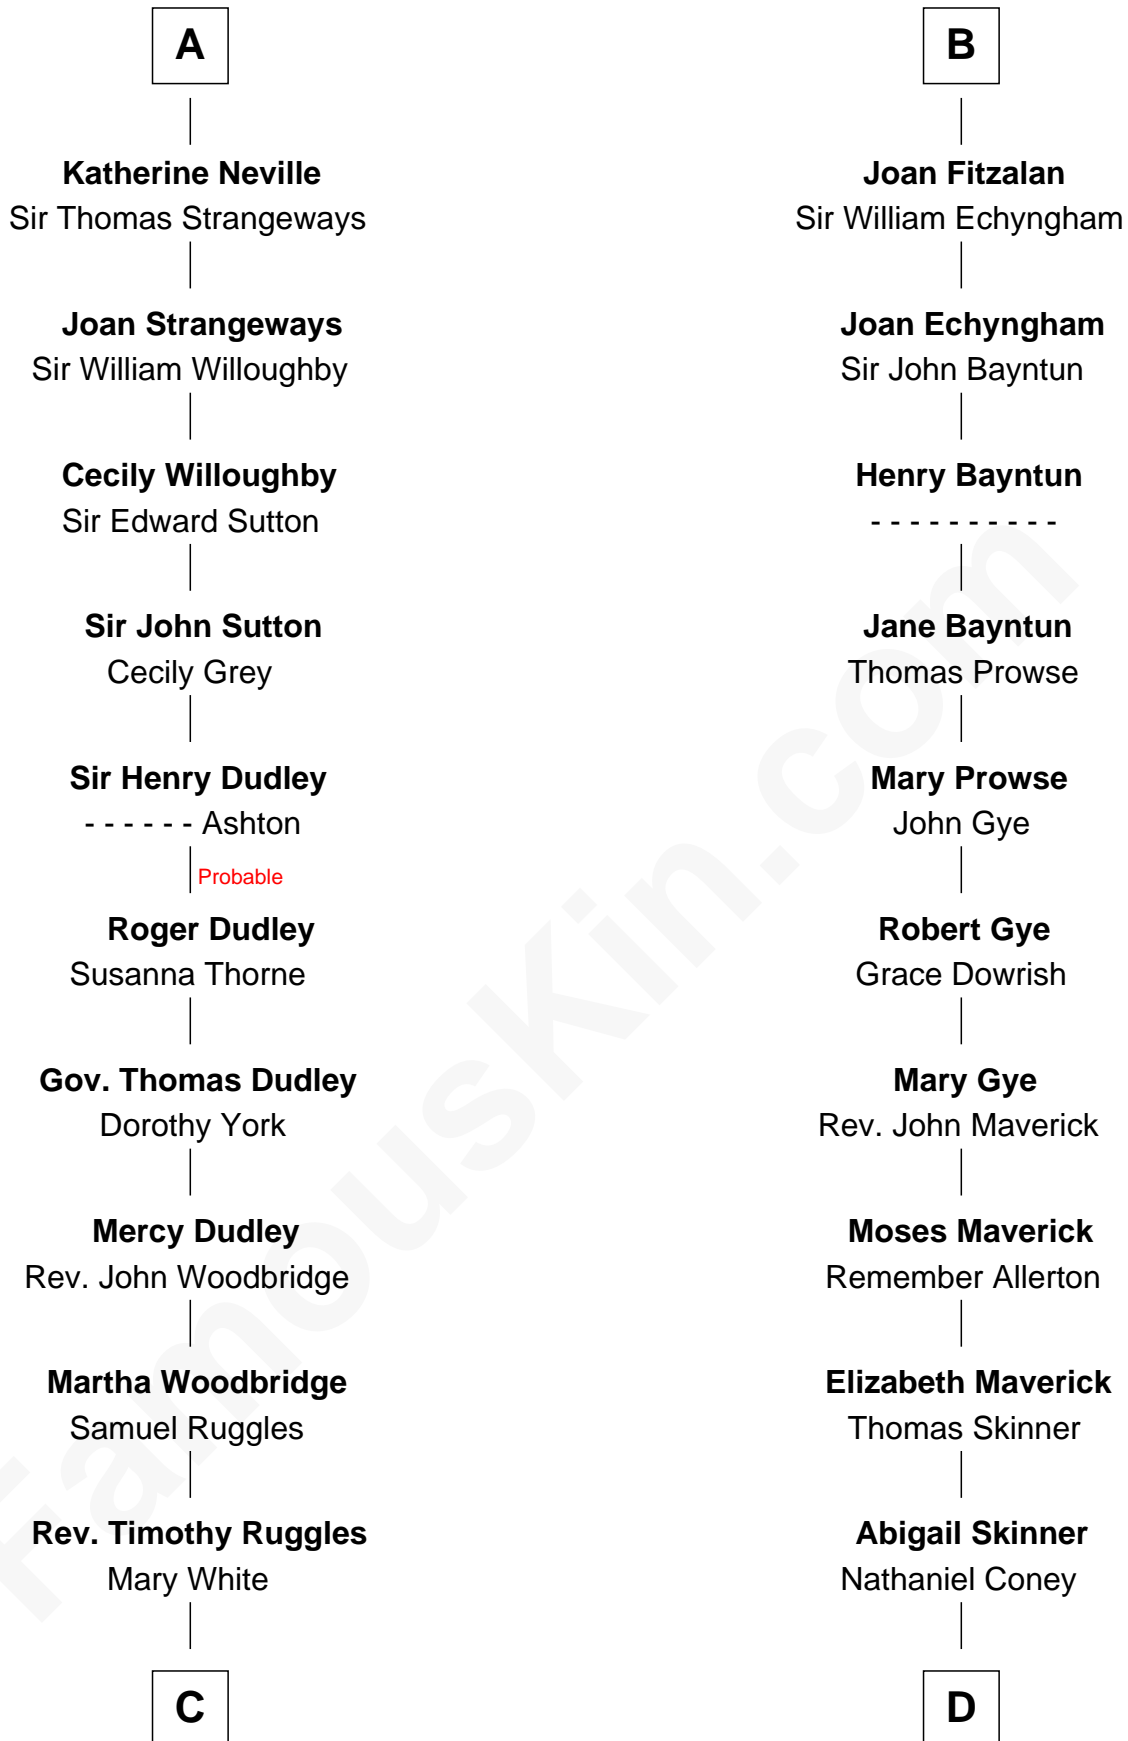 A
Katherine Neville
Sir Thomas Strangeways
Joan Strangeways
Sir William Willoughby
Cecily Willoughby
Sir Edward Sutton
Sir John Sutton
Cecily Grey
Sir Henry Dudley
- - - - - - Ashton
Probable
Roger Dudley
Susanna Thorne
Gov. Thomas Dudley
Dorothy York
Mercy Dudley
Rev. John Woodbridge
Martha Woodbridge
Samuel Ruggles
Rev. Timothy Ruggles
Mary White
C
B
Joan Fitzalan
Sir William Echyngham
Joan Echyngham
Sir John Bayntun
Henry Bayntun
- - - - - - - - - -
Jane Bayntun
Thomas Prowse
Mary Prowse
John Gye
Robert Gye
Grace Dowrish
Mary Gye
Rev. John Maverick
Moses Maverick
Remember Allerton
Elizabeth Maverick
Thomas Skinner
Abigail Skinner
Nathaniel Coney
D
FamousKin.com